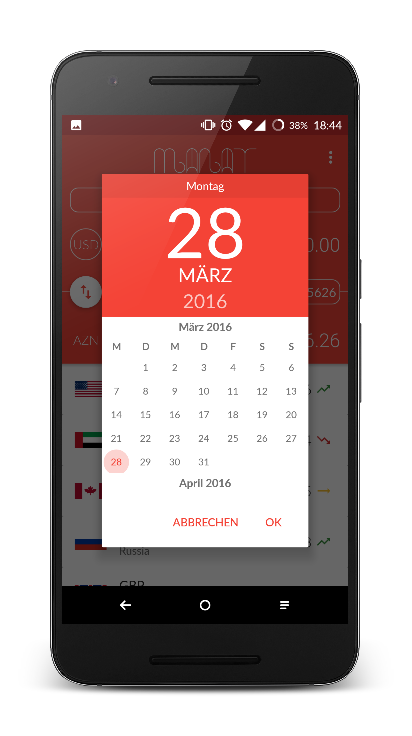 38% 18:44
MANAT
Montag
28
MÄRZ
2016
USD
0.00
5626
AZN
6.26
März 2016
M D M D F S S
1 2 3 4 5 6
7 8 9 10 11 12 13
14 15 16 17 18 19 20
21 22 23 24 25 26 27
28 29 30 31
April 2016
ABBRECHEN OK
Russia
GBP